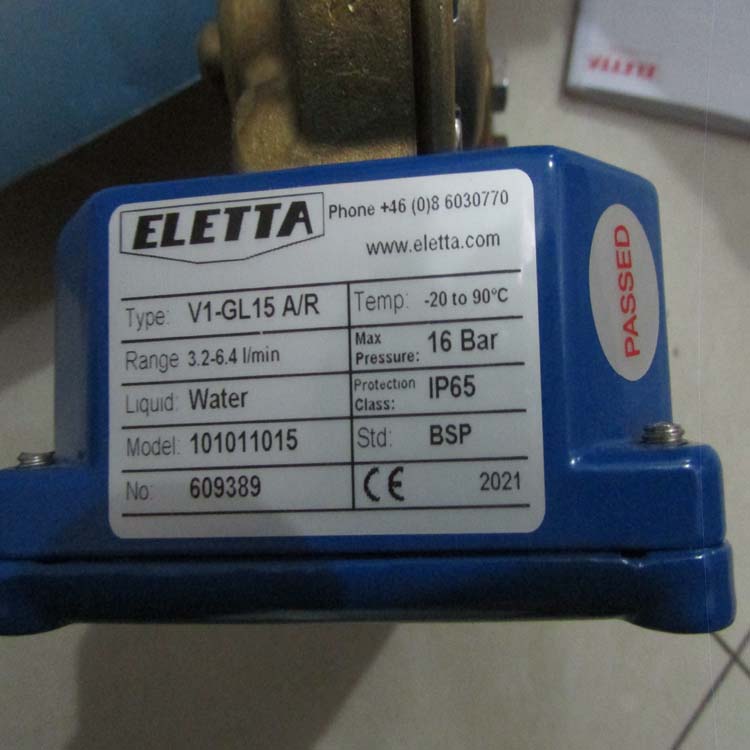 ELETTA
Phone +46 (0)8 6030770
www.eletta.com
Type: V1-GL15 A/R
Temp: -20 to 90°C
Range 3.2-6.4 l/min
Max Pressure: 16 Bar
Liquid: Water
Protection Class: IP65
Model: 101011015
Std: BSP
No: 609389
CE
2021
PASSED
ELETTA